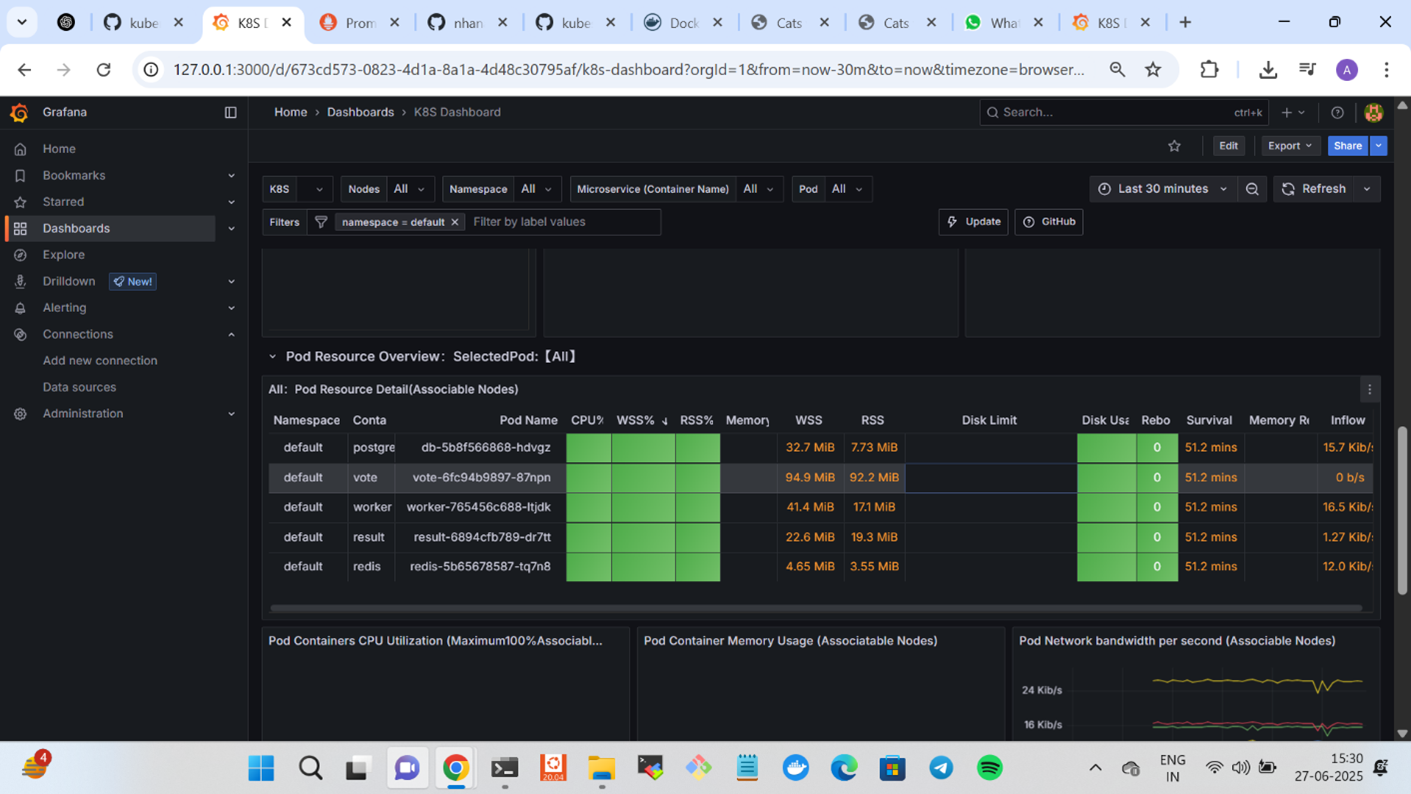 kube
K8S D
Prom
nhan
kube
Dock
Cats
Cats
What
K8S D
127.0.0.1:3000/d/673cd573-0823-4d1a-8a1a-4d48c30795af/k8s-dashboard?orgId=1&from=now-30m&to=now&timezone=browser...
A
Grafana
Home › Dashboards › K8S Dashboard
Search... ctrl+k
Edit Export Share
Home
Bookmarks
Starred
Dashboards
Explore
Drilldown New!
Alerting
Connections
Add new connection
Data sources
Administration
K8S Nodes All Namespace All Microservice (Container Name) All Pod All
Last 30 minutes Refresh
Filters namespace = default Filter by label values Update GitHub
Pod Resource Overview: SelectedPod:【All】
All: Pod Resource Detail(Associable Nodes)
Namespace Conta Pod Name CPU% WSS% ↓ RSS% Memory WSS RSS Disk Limit Disk Usa Rebo Survival Memory Re Inflow
default postgre db-5b8f566868-hdvgz 32.7 MiB 7.73 MiB 0 51.2 mins 15.7 Kib/
default vote vote-6fc94b9897-87npn 94.9 MiB 92.2 MiB 0 51.2 mins 0 b/s
default worker worker-765456c688-ltjdk 41.4 MiB 17.1 MiB 0 51.2 mins 16.5 Kib/
default result result-6894cfb789-dr7tt 22.6 MiB 19.3 MiB 0 51.2 mins 1.27 Kib/
default redis redis-5b65678587-tq7n8 4.65 MiB 3.55 MiB 0 51.2 mins 12.0 Kib/
Pod Containers CPU Utilization (Maximum100%Associabl...
Pod Container Memory Usage (Associatable Nodes)
Pod Network bandwidth per second (Associable Nodes)
24 Kib/s
16 Kib/s
4
20.04
ENG
IN
15:30
27-06-2025